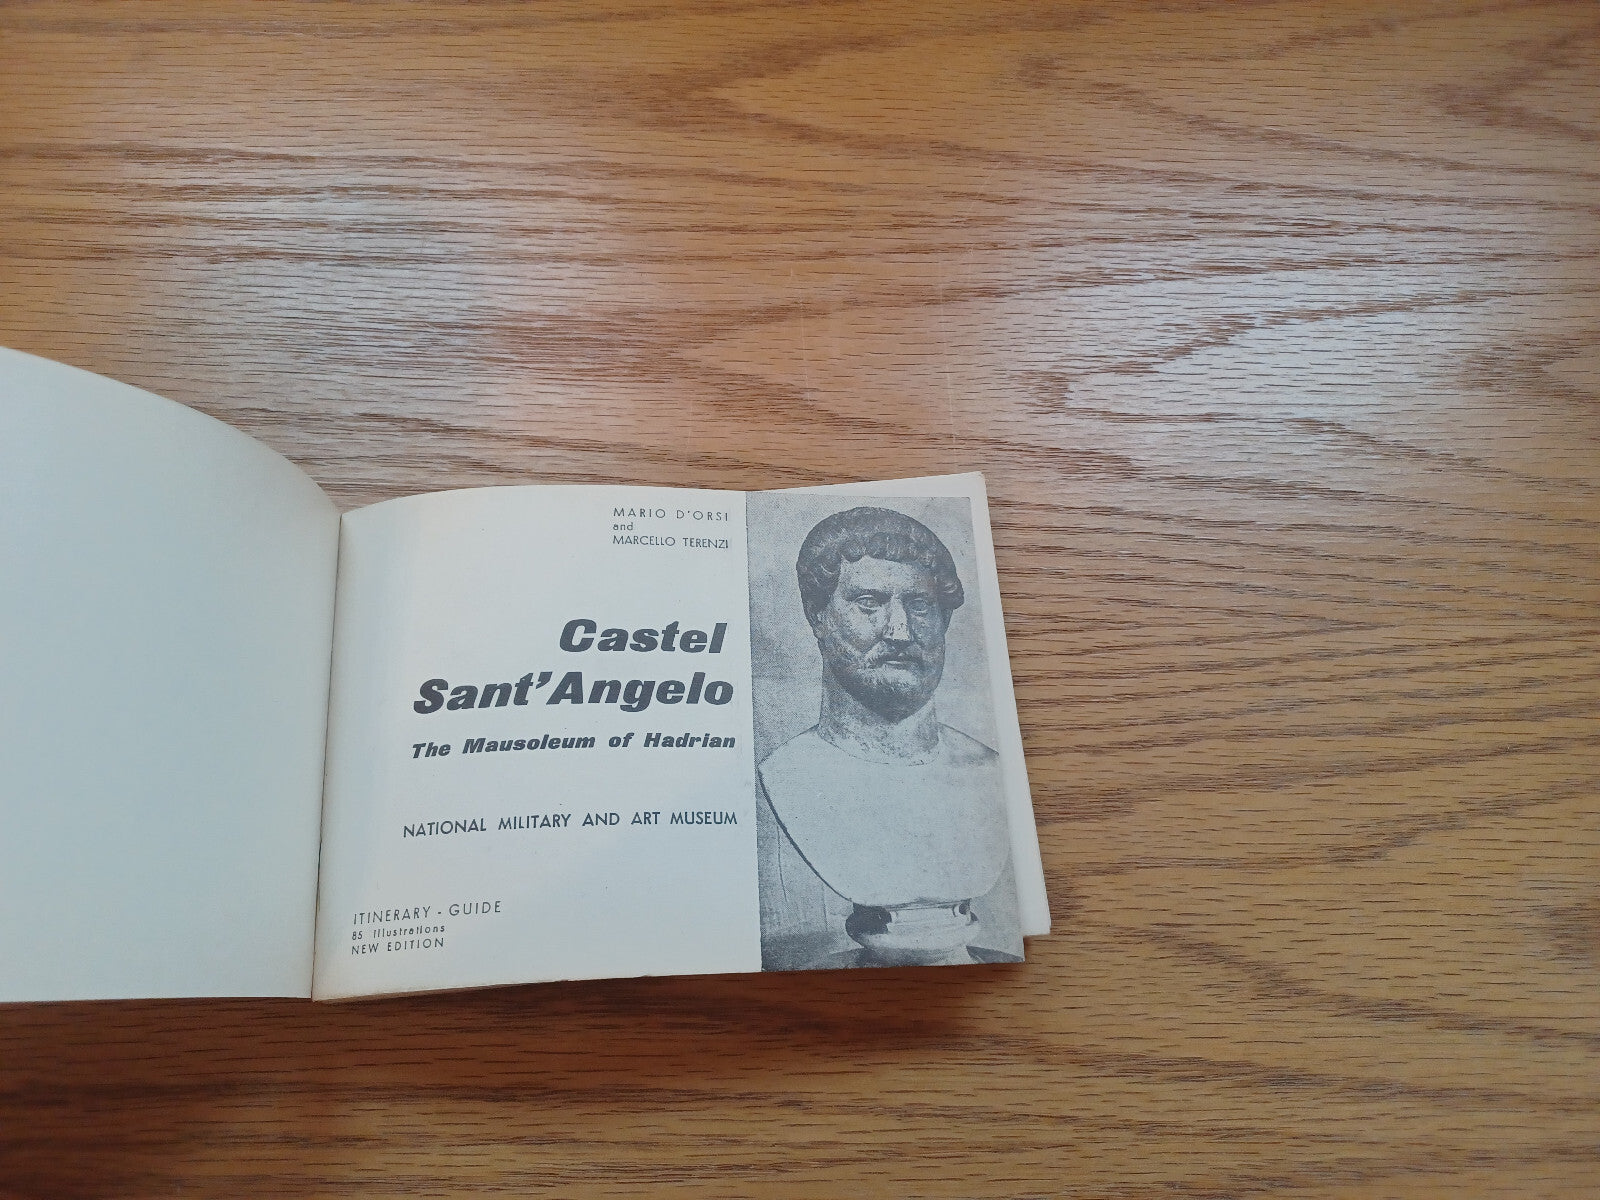 MARIO D'ORSI
and
MARCELLO TERENZI
Castel
Sant'Angelo
The Mausoleum of Hadrian
NATIONAL MILITARY AND ART MUSEUM
ITINERARY - GUIDE
85 illustrations
NEW EDITION